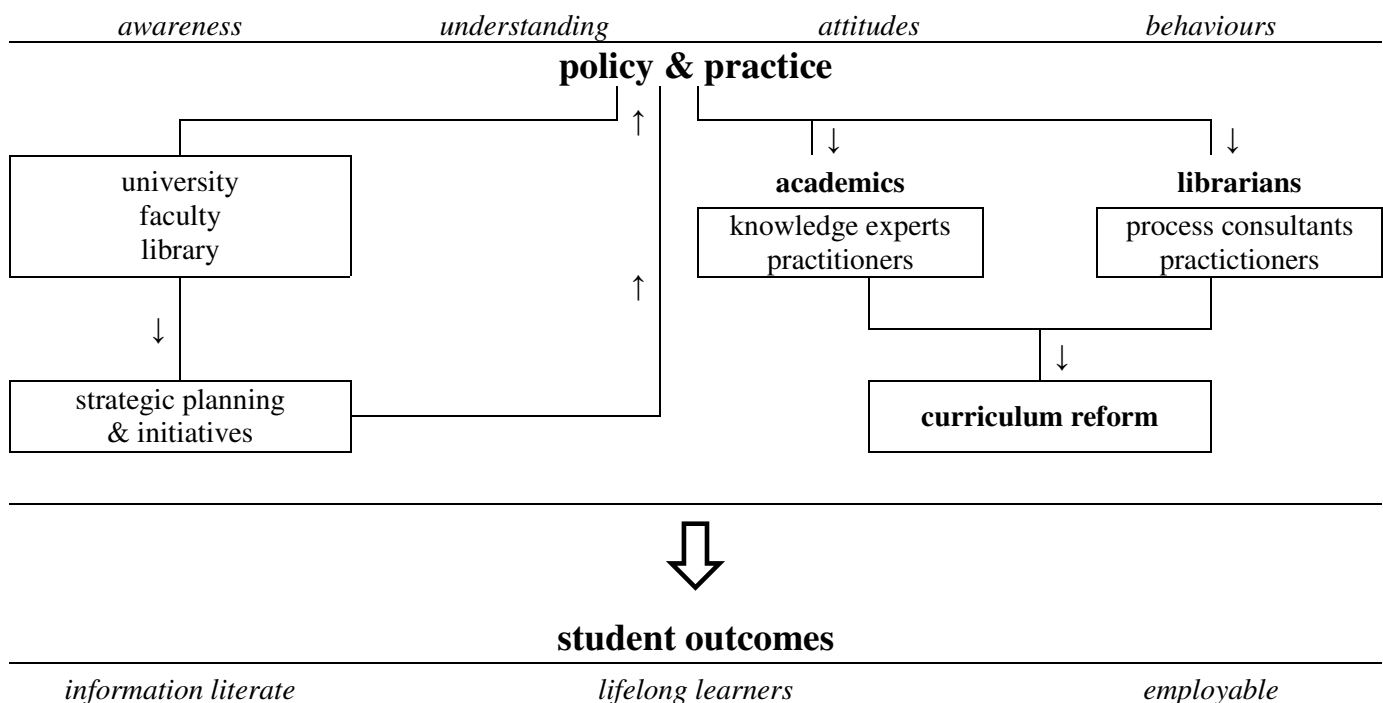 awareness understanding attitudes behaviours
policy & practice
↑ ↓ ↓
university
faculty
library
academics
knowledge experts
practitioners
librarians
process consultants
practictioners
↑
↓
strategic planning
& initiatives
↓
curriculum reform
student outcomes
information literate lifelong learners employable